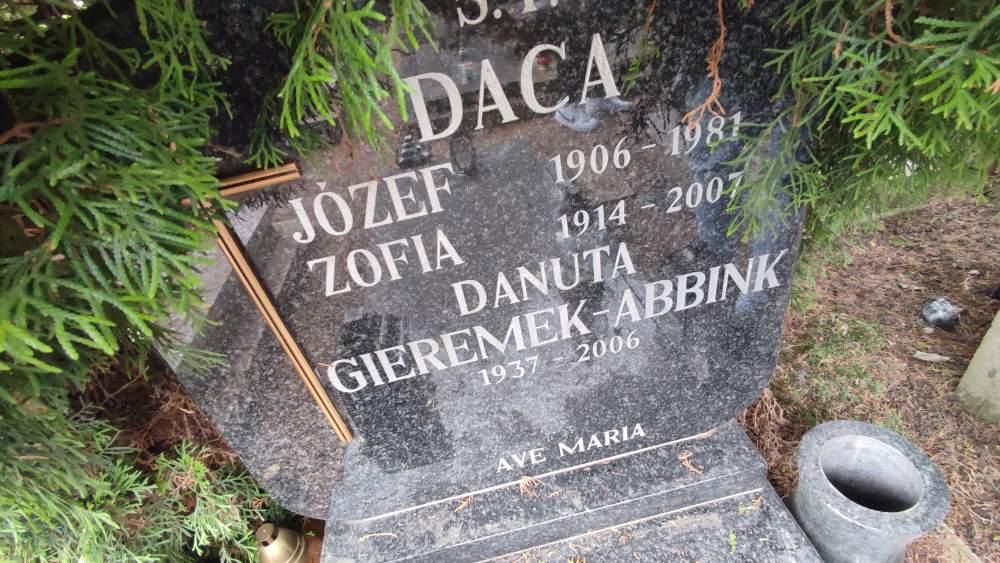 DACA
JÓZEF 1906 - 1981
ZOFIA 1914 - 2007
DANUTA
GIEREMEK-ABBINK
1937 - 2006
AVE MARIA